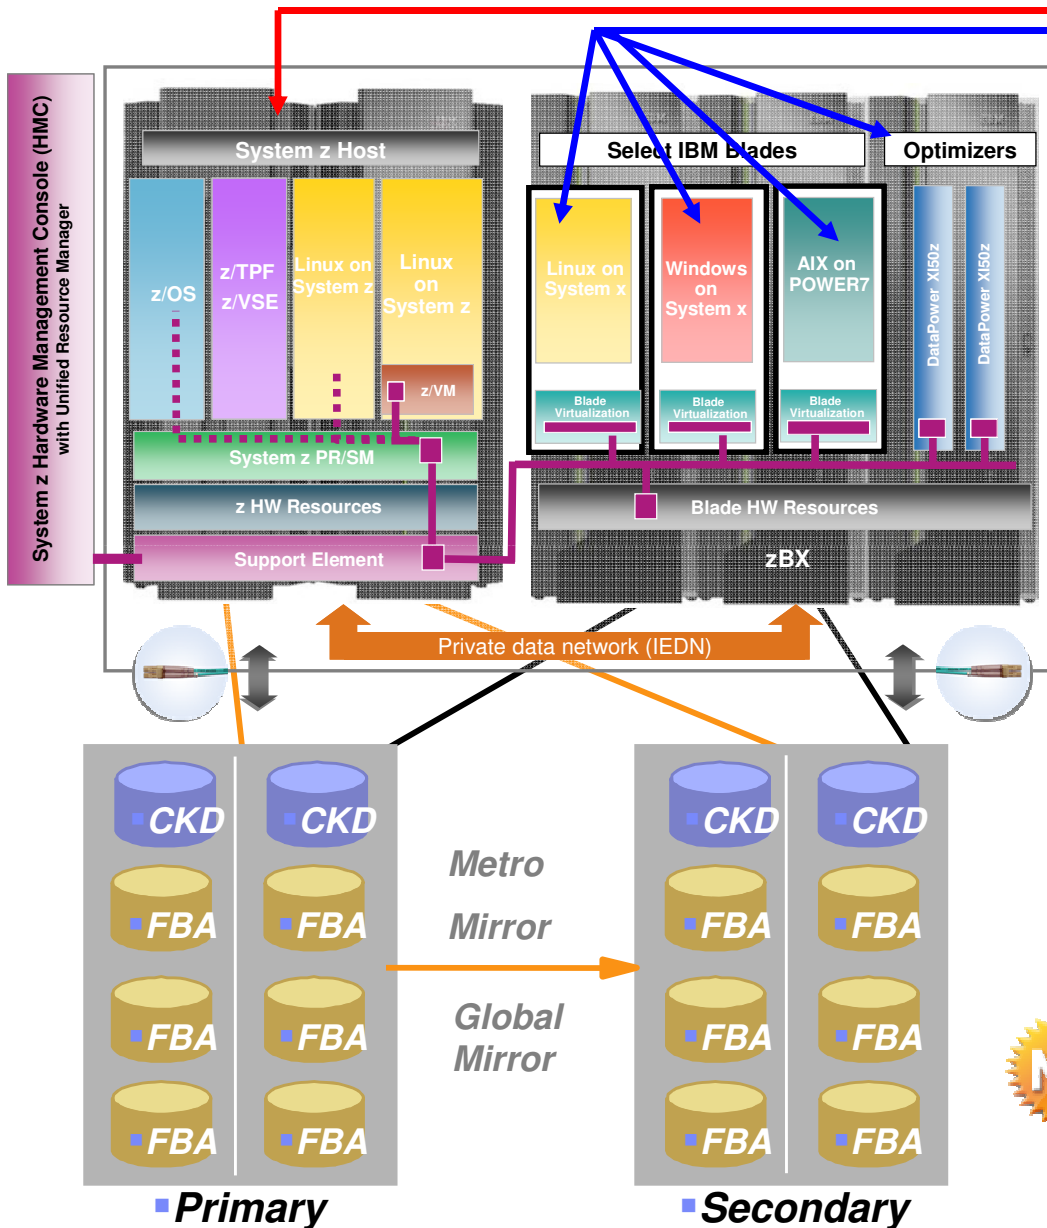 System z Hardware Management Console (HMC)
with Unified Resource Manager
System z Host
Select IBM Blades
Optimizers
z/OS
z/TPF
z/VSE
Linux on
System z
Linux
on
System z
z/VM
Linux on
System x
Windows
on
System x
AIX on
POWER7
DataPower XI50z
DataPower XI50z
Blade
Virtualization
Blade
Virtualization
Blade
Virtualization
System z PR/SM
z HW Resources
Support Element
Blade HW Resources
zBX
Private data network (IEDN)
CKD
CKD
FBA
FBA
FBA
FBA
FBA
FBA
Metro
Mirror
Global
Mirror
CKD
CKD
FBA
FBA
FBA
FBA
FBA
FBA
Primary
Secondary